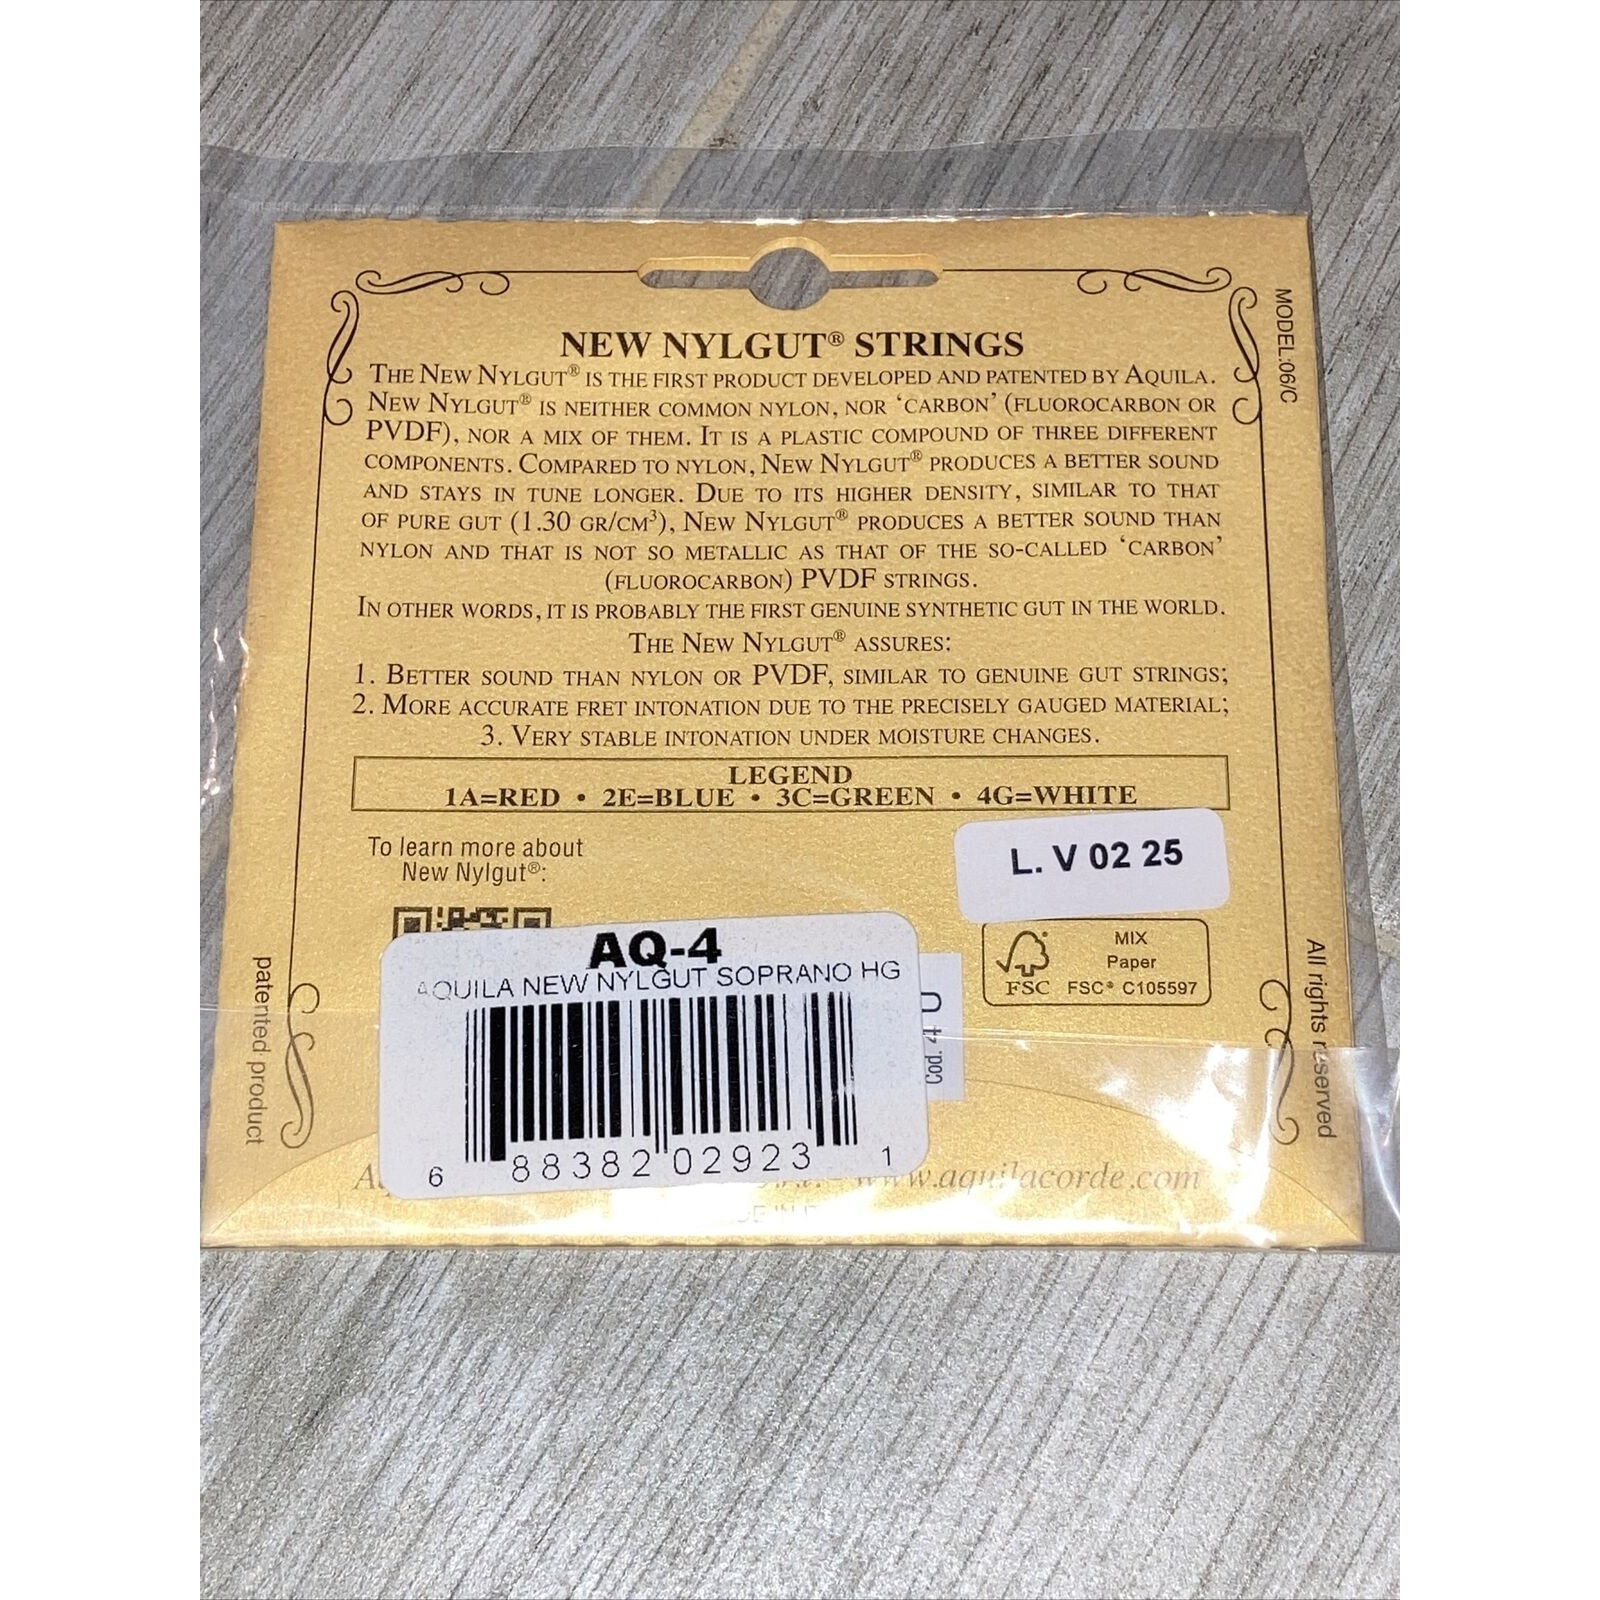 MODEL:06/C
NEW NYLGUT® STRINGS
THE NEW NYLGUT® IS THE FIRST PRODUCT DEVELOPED AND PATENTED BY AQUILA.
NEW NYLGUT® IS NEITHER COMMON NYLON, NOR ‘CARBON’ (FLUOROCARBON OR
PVDF), NOR A MIX OF THEM. IT IS A PLASTIC COMPOUND OF THREE DIFFERENT
COMPONENTS. COMPARED TO NYLON, NEW NYLGUT® PRODUCES A BETTER SOUND
AND STAYS IN TUNE LONGER. DUE TO ITS HIGHER DENSITY, SIMILAR TO THAT
OF PURE GUT (1.30 GR/CM³), NEW NYLGUT® PRODUCES A BETTER SOUND THAN
NYLON AND THAT IS NOT SO METALLIC AS THAT OF THE SO-CALLED ‘CARBON’
(FLUOROCARBON) PVDF STRINGS.
IN OTHER WORDS, IT IS PROBABLY THE FIRST GENUINE SYNTHETIC GUT IN THE WORLD.
THE NEW NYLGUT® ASSURES:
1. BETTER SOUND THAN NYLON OR PVDF, SIMILAR TO GENUINE GUT STRINGS;
2. MORE ACCURATE FRET INTONATION DUE TO THE PRECISELY GAUGED MATERIAL;
3. VERY STABLE INTONATION UNDER MOISTURE CHANGES.
LEGEND
1A=RED • 2E=BLUE • 3C=GREEN • 4G=WHITE
To learn more about
New Nylgut®:
L. V 02 25
MIX
Paper
FSC FSC® C105597
AQ-4
AQUILA NEW NYLGUT SOPRANO HG
6 88382 02923 1
Cod. 4 U
patented product
All rights reserved
www.aquilacorde.com